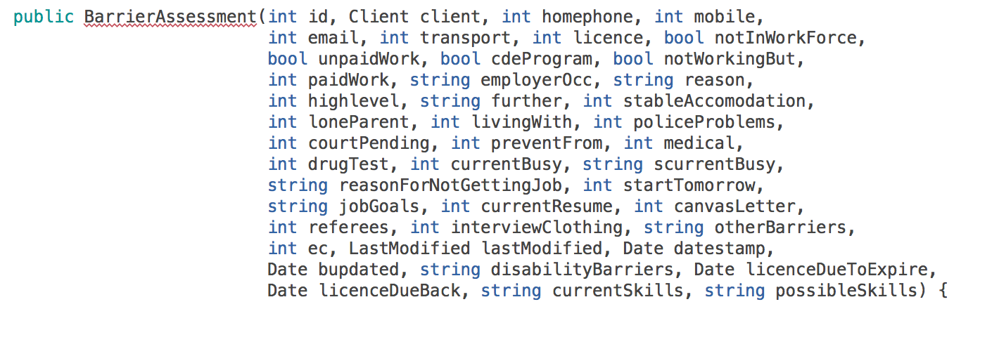 public BarrierAssessment(int id, Client client, int homephone, int mobile,
int email, int transport, int licence, bool notInWorkForce,
bool unpaidWork, bool cdeProgram, bool notWorkingBut,
int paidWork, string employerOcc, string reason,
int highlevel, string further, int stableAccomodation,
int loneParent, int livingWith, int policeProblems,
int courtPending, int preventFrom, int medical,
int drugTest, int currentBusy, string scurrentBusy,
string reasonForNotGettingJob, int startTomorrow,
string jobGoals, int currentResume, int canvasLetter,
int referees, int interviewClothing, string otherBarriers,
int ec, LastModified lastModified, Date datestamp,
Date bupdated, string disabilityBarriers, Date licenceDueToExpire,
Date licenceDueBack, string currentSkills, string possibleSkills) {